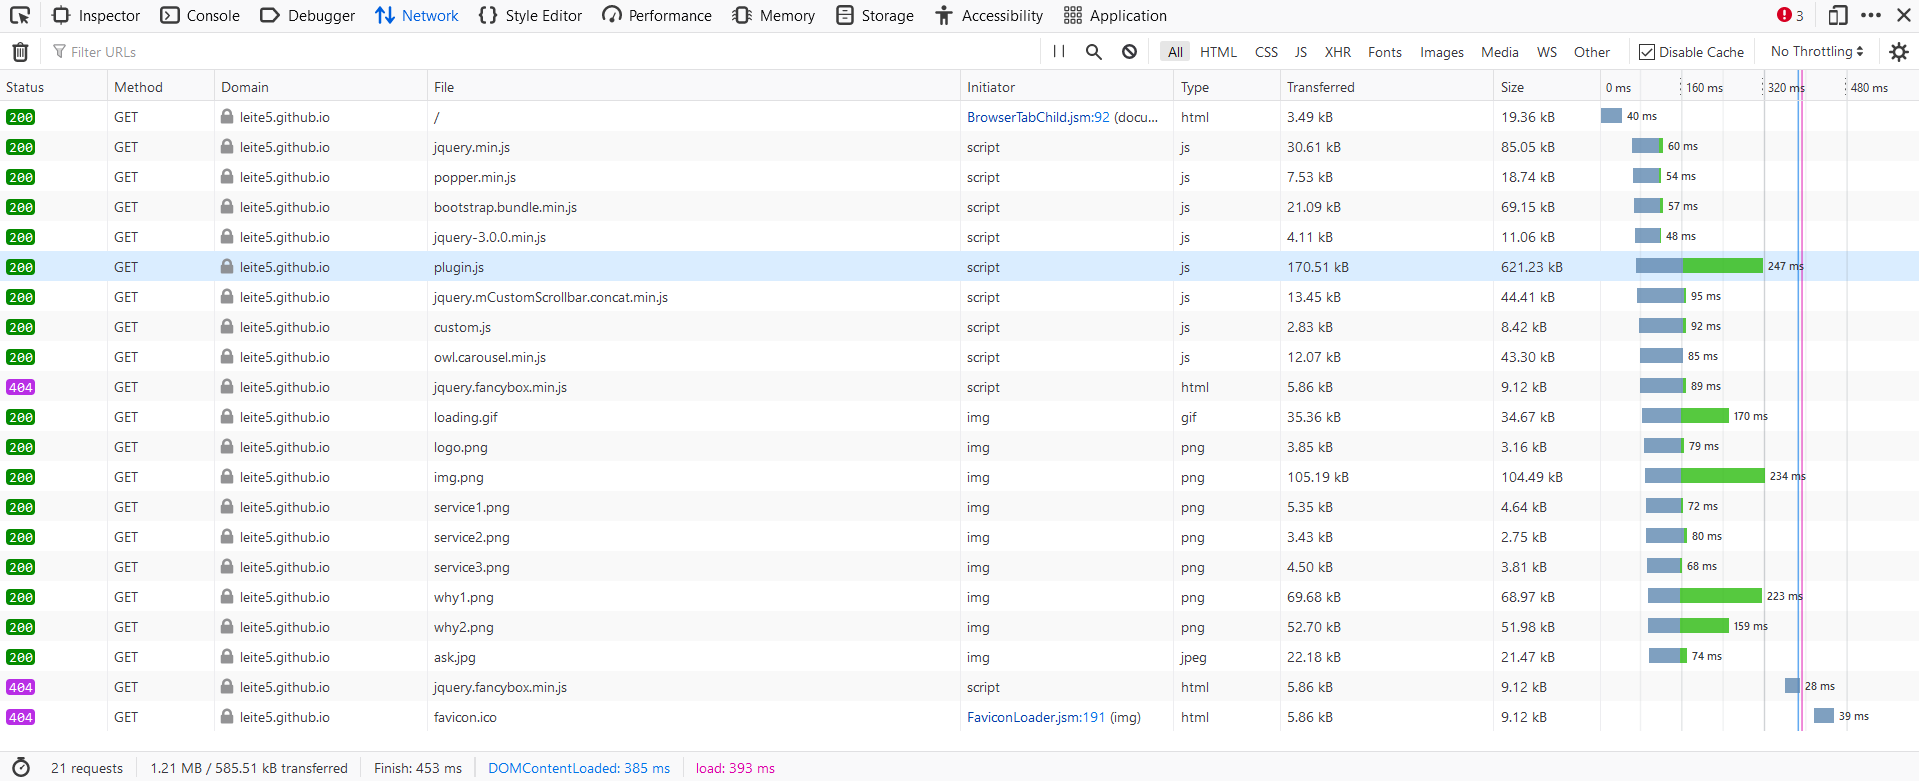 Inspector Console Debugger Network Style Editor Performance Memory Storage Accessibility Application 3
Filter URLs All HTML CSS JS XHR Fonts Images Media WS Other Disable Cache No Throttling
Status Method Domain File Initiator Type Transferred Size 0 ms 160 ms 320 ms 480 ms
200 GET leite5.github.io / BrowserTabChild.jsm:92 (docu... html 3.49 kB 19.36 kB 40 ms
200 GET leite5.github.io jquery.min.js script js 30.61 kB 85.05 kB 60 ms
200 GET leite5.github.io popper.min.js script js 7.53 kB 18.74 kB 54 ms
200 GET leite5.github.io bootstrap.bundle.min.js script js 21.09 kB 69.15 kB 57 ms
200 GET leite5.github.io jquery-3.0.0.min.js script js 4.11 kB 11.06 kB 48 ms
200 GET leite5.github.io plugin.js script js 170.51 kB 621.23 kB 247 ms
200 GET leite5.github.io jquery.mCustomScrollbar.concat.min.js script js 13.45 kB 44.41 kB 95 ms
200 GET leite5.github.io custom.js script js 2.83 kB 8.42 kB 92 ms
200 GET leite5.github.io owl.carousel.min.js script js 12.07 kB 43.30 kB 85 ms
404 GET leite5.github.io jquery.fancybox.min.js script html 5.86 kB 9.12 kB 89 ms
200 GET leite5.github.io loading.gif img gif 35.36 kB 34.67 kB 170 ms
200 GET leite5.github.io logo.png img png 3.85 kB 3.16 kB 79 ms
200 GET leite5.github.io img.png img png 105.19 kB 104.49 kB 234 ms
200 GET leite5.github.io service1.png img png 5.35 kB 4.64 kB 72 ms
200 GET leite5.github.io service2.png img png 3.43 kB 2.75 kB 80 ms
200 GET leite5.github.io service3.png img png 4.50 kB 3.81 kB 68 ms
200 GET leite5.github.io why1.png img png 69.68 kB 68.97 kB 223 ms
200 GET leite5.github.io why2.png img png 52.70 kB 51.98 kB 159 ms
200 GET leite5.github.io ask.jpg img jpeg 22.18 kB 21.47 kB 74 ms
404 GET leite5.github.io jquery.fancybox.min.js script html 5.86 kB 9.12 kB 28 ms
404 GET leite5.github.io favicon.ico FaviconLoader.jsm:191 (img) html 5.86 kB 9.12 kB 39 ms
21 requests 1.21 MB / 585.51 kB transferred Finish: 453 ms DOMContentLoaded: 385 ms load: 393 ms